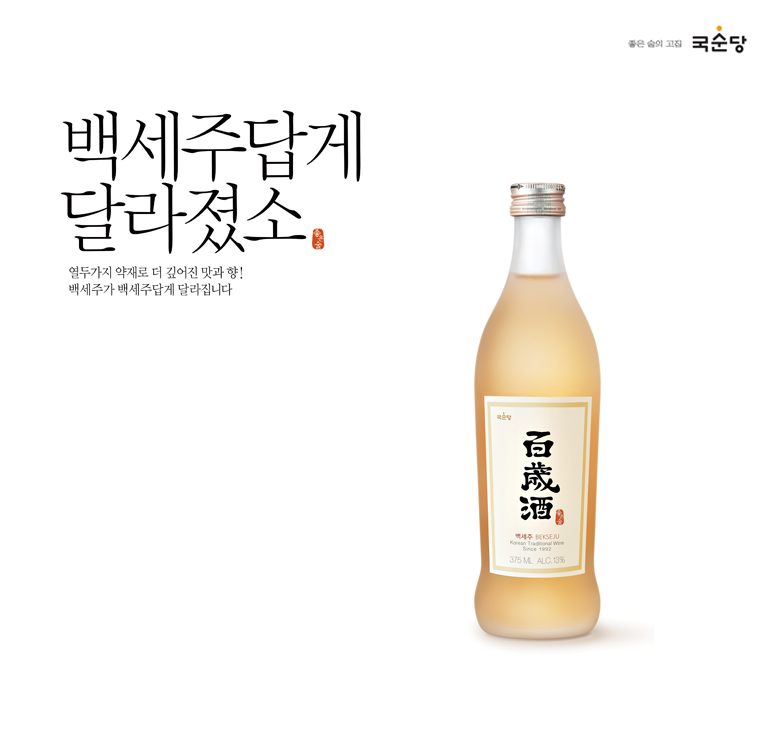 좋은 술의 고집 국순당
백세주답게
달라졌소
열두가지 약재로 더 깊어진 맛과 향!
백세주가 백세주답게 달라집니다
국순당
百歲酒
백세주 BEKSEJU
Korean Traditional Wine
Since 1992
375 ML ALC.13%